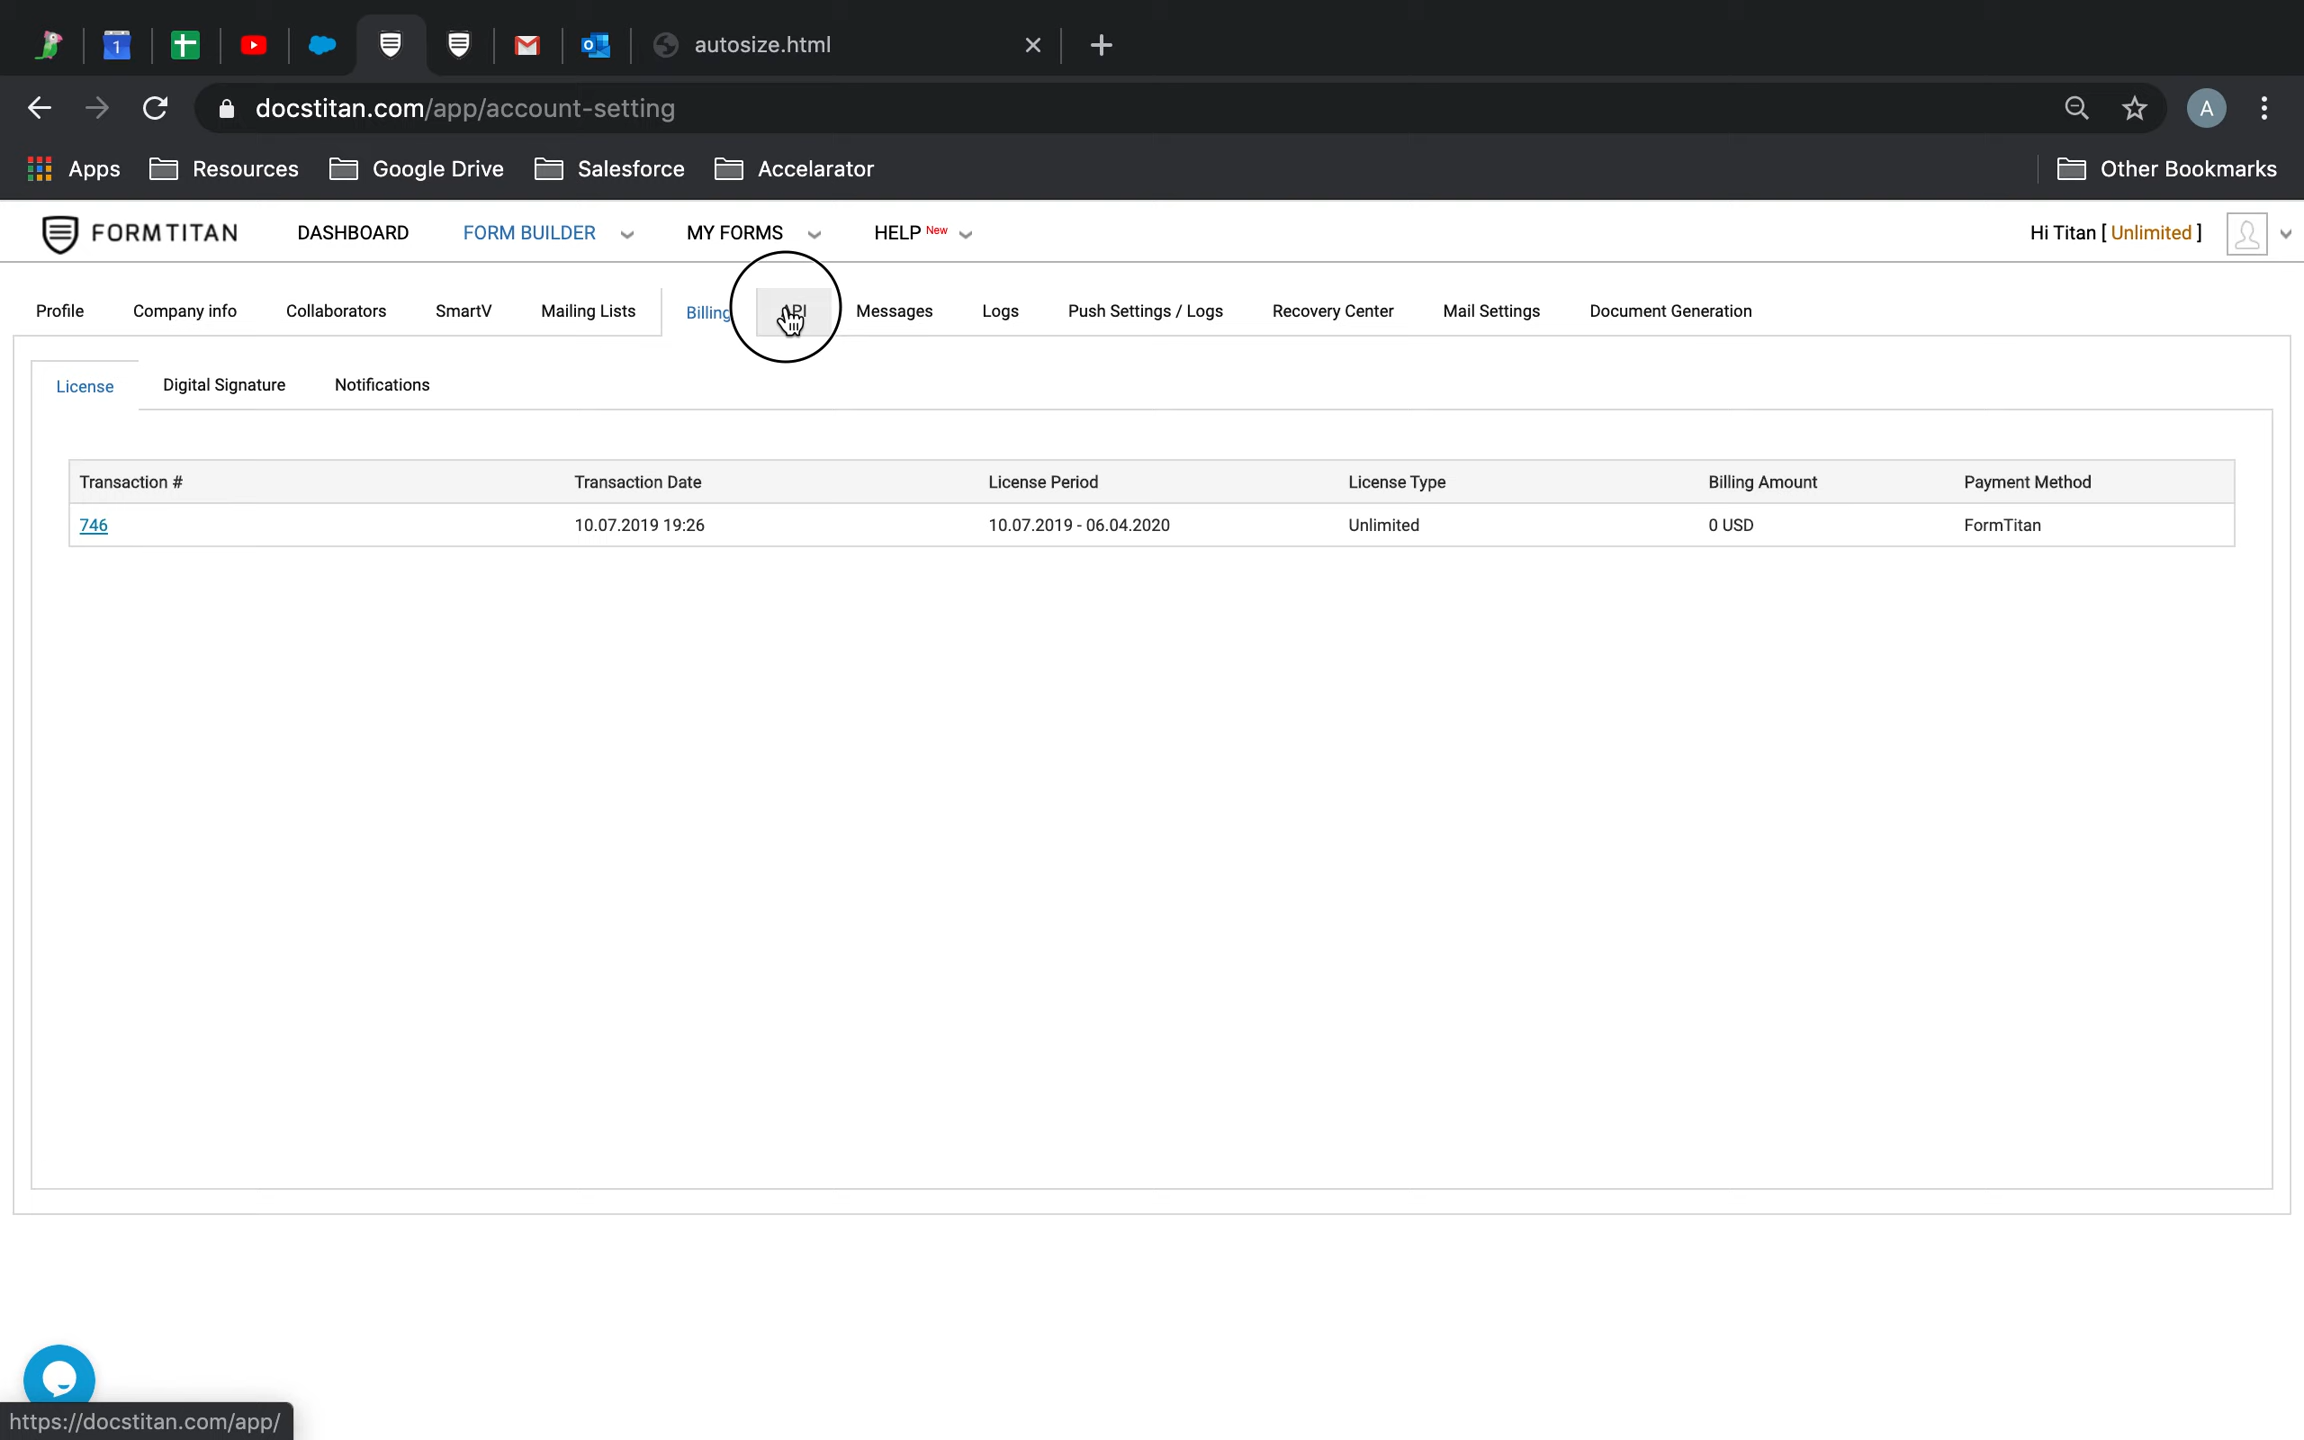 autosize.html
docstitan.com/app/account-setting
A
Apps Resources Google Drive Salesforce Accelarator Other Bookmarks
FORMTITAN DASHBOARD FORM BUILDER MY FORMS HELP New Hi Titan [ Unlimited ]
Profile Company info Collaborators SmartV Mailing Lists Billing API Messages Logs Push Settings / Logs Recovery Center Mail Settings Document Generation
License Digital Signature Notifications
Transaction # Transaction Date License Period License Type Billing Amount Payment Method
746 10.07.2019 19:26 10.07.2019 - 06.04.2020 Unlimited 0 USD FormTitan
https://docstitan.com/app/